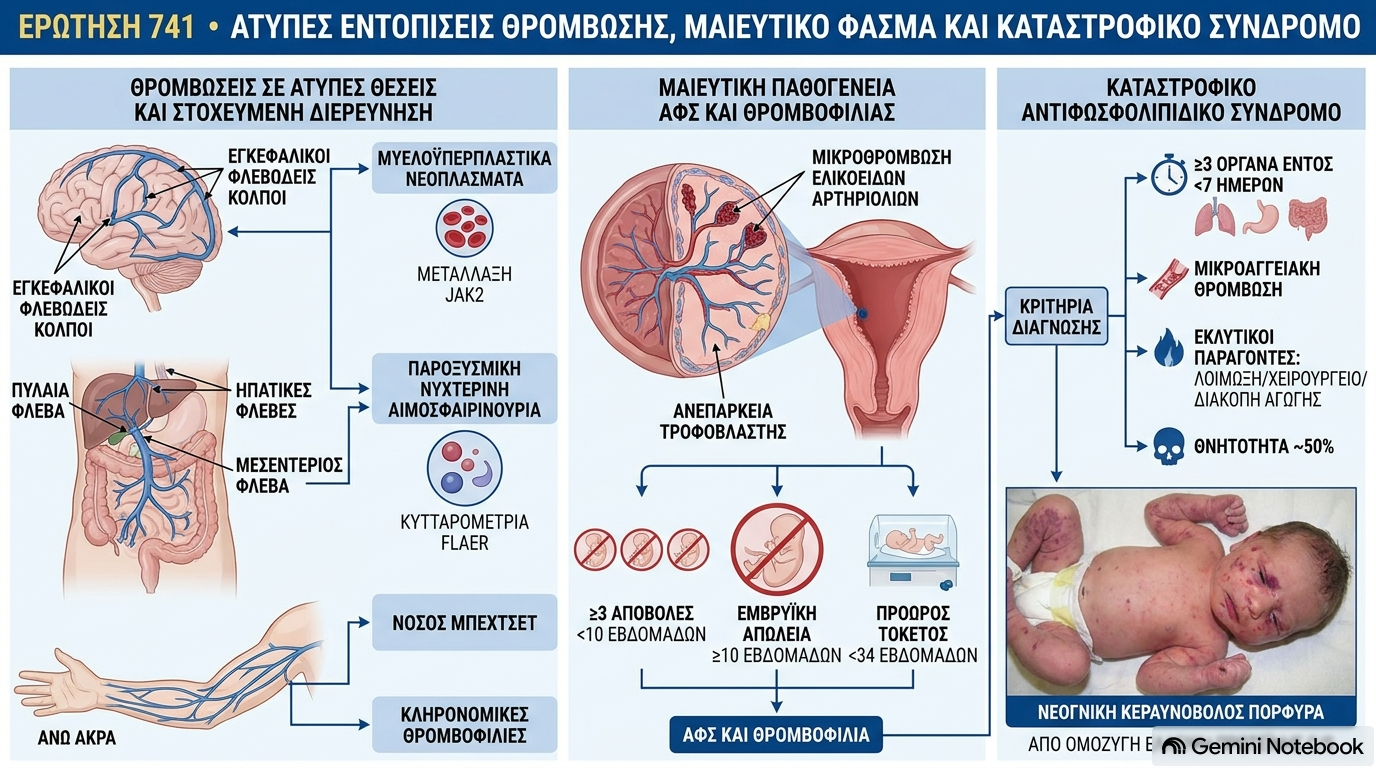 ΕΡΩΤΗΣΗ 741 • ΑΤΥΠΕΣ ΕΝΤΟΠΙΣΕΙΣ ΘΡΟΜΒΩΣΗΣ, ΜΑΙΕΥΤΙΚΟ ΦΑΣΜΑ ΚΑΙ ΚΑΤΑΣΤΡΟΦΙΚΟ ΣΥΝΔΡΟΜΟ
ΘΡΟΜΒΩΣΕΙΣ ΣΕ ΑΤΥΠΕΣ ΘΕΣΕΙΣ
ΚΑΙ ΣΤΟΧΕΥΜΕΝΗ ΔΙΕΡΕΥΝΗΣΗ
ΕΓΚΕΦΑΛΙΚΟΙ
ΦΛΕΒΩΔΕΙΣ
ΚΟΛΠΟΙ
ΕΓΚΕΦΑΛΙΚΟΙ
ΦΛΕΒΩΔΕΙΣ
ΚΟΛΠΟΙ
ΜΥΕΛΟΫΠΕΡΠΛΑΣΤΙΚΑ
ΝΕΟΠΛΑΣΜΑΤΑ
ΜΕΤΑΛΛΑΞΗ
JAK2
ΠΥΛΑΙΑ
ΦΛΕΒΑ
ΗΠΑΤΙΚΕΣ
ΦΛΕΒΕΣ
ΜΕΣΕΝΤΕΡΙΟΣ
ΦΛΕΒΑ
ΠΑΡΟΞΥΣΜΙΚΗ
ΝΥΧΤΕΡΙΝΗ
ΑΙΜΟΣΦΑΙΡΙΝΟΥΡΙΑ
ΚΥΤΤΑΡΟΜΕΤΡΙΑ
FLAER
ΑΝΩ ΑΚΡΑ
ΝΟΣΟΣ ΜΠΕΧΤΣΕΤ
ΚΛΗΡΟΝΟΜΙΚΕΣ
ΘΡΟΜΒΟΦΙΛΙΕΣ
ΜΑΙΕΥΤΙΚΗ ΠΑΘΟΓΕΝΕΙΑ
ΑΦΣ ΚΑΙ ΘΡΟΜΒΟΦΙΛΙΑΣ
ΜΙΚΡΟΘΡΟΜΒΩΣΗ
ΕΛΙΚΟΕΙΔΩΝ
ΑΡΤΗΡΙΟΛΙΩΝ
ΑΝΕΠΑΡΚΕΙΑ
ΤΡΟΦΟΒΛΑΣΤΗΣ
≥3 ΑΠΟΒΟΛΕΣ
<10 ΕΒΔΟΜΑΔΩΝ
ΕΜΒΡΥΪΚΗ
ΑΠΩΛΕΙΑ
≥10 ΕΒΔΟΜΑΔΩΝ
ΠΡΟΩΡΟΣ
ΤΟΚΕΤΟΣ
<34 ΕΒΔΟΜΑΔΩΝ
ΑΦΣ ΚΑΙ ΘΡΟΜΒΟΦΙΛΙΑ
ΚΑΤΑΣΤΡΟΦΙΚΟ
ΑΝΤΙΦΩΣΦΟΛΙΠΙΔΙΚΟ ΣΥΝΔΡΟΜΟ
ΚΡΙΤΗΡΙΑ
ΔΙΑΓΝΩΣΗΣ
≥3 ΟΡΓΑΝΑ ΕΝΤΟΣ
<7 ΗΜΕΡΩΝ
ΜΙΚΡΟΑΓΓΕΙΑΚΗ
ΘΡΟΜΒΩΣΗ
ΕΚΛΥΤΙΚΟΙ
ΠΑΡΑΓΟΝΤΕΣ:
ΛΟΙΜΩΞΗ/ΧΕΙΡΟΥΡΓΕΙΟ/
ΔΙΑΚΟΠΗ ΑΓΩΓΗΣ
ΘΝΗΤΟΤΗΤΑ ~50%
ΝΕΟΓΝΙΚΗ ΚΕΡΑΥΝΟΒΟΛΟΣ ΠΟΡΦΥΡΑ
ΑΠΟ ΟΜΟΖΥΓΗ
Gemini Notebook